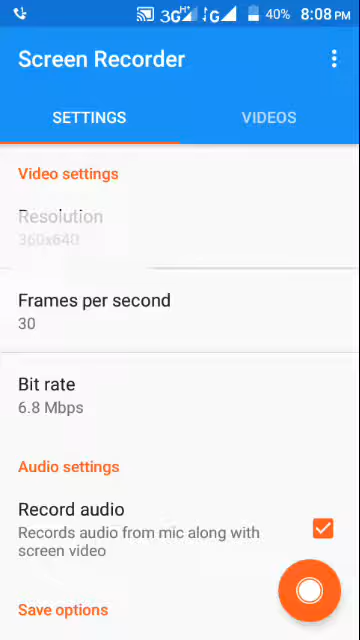 3G H+ G 40% 8:08 PM
Screen Recorder
SETTINGS VIDEOS
Video settings
Resolution
360x640
Frames per second
30
Bit rate
6.8 Mbps
Audio settings
Record audio
Records audio from mic along with
screen video
Save options